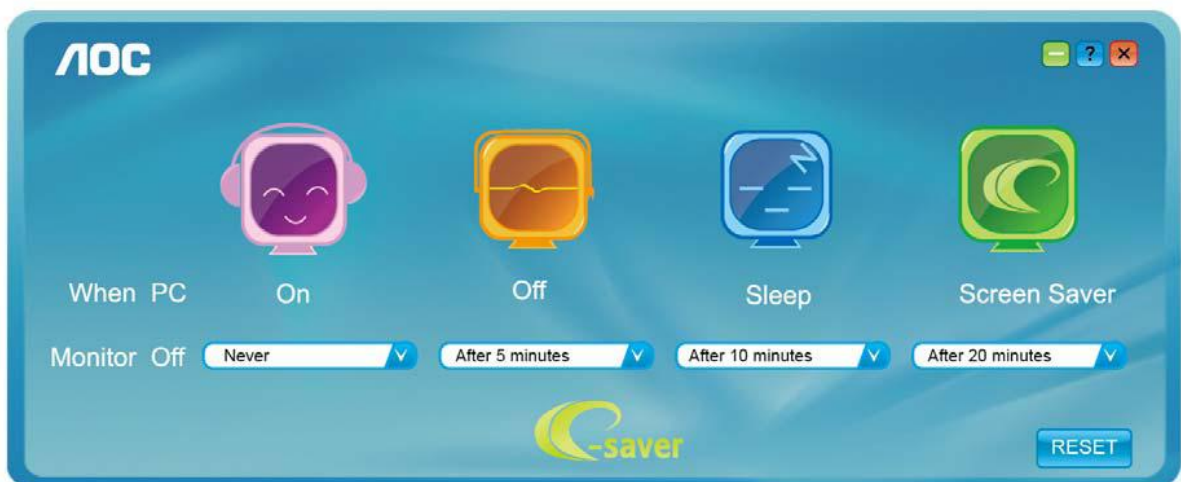 AOC
?
When PC On Off Sleep Screen Saver
Monitor Off Never After 5 minutes After 10 minutes After 20 minutes
e-saver
RESET